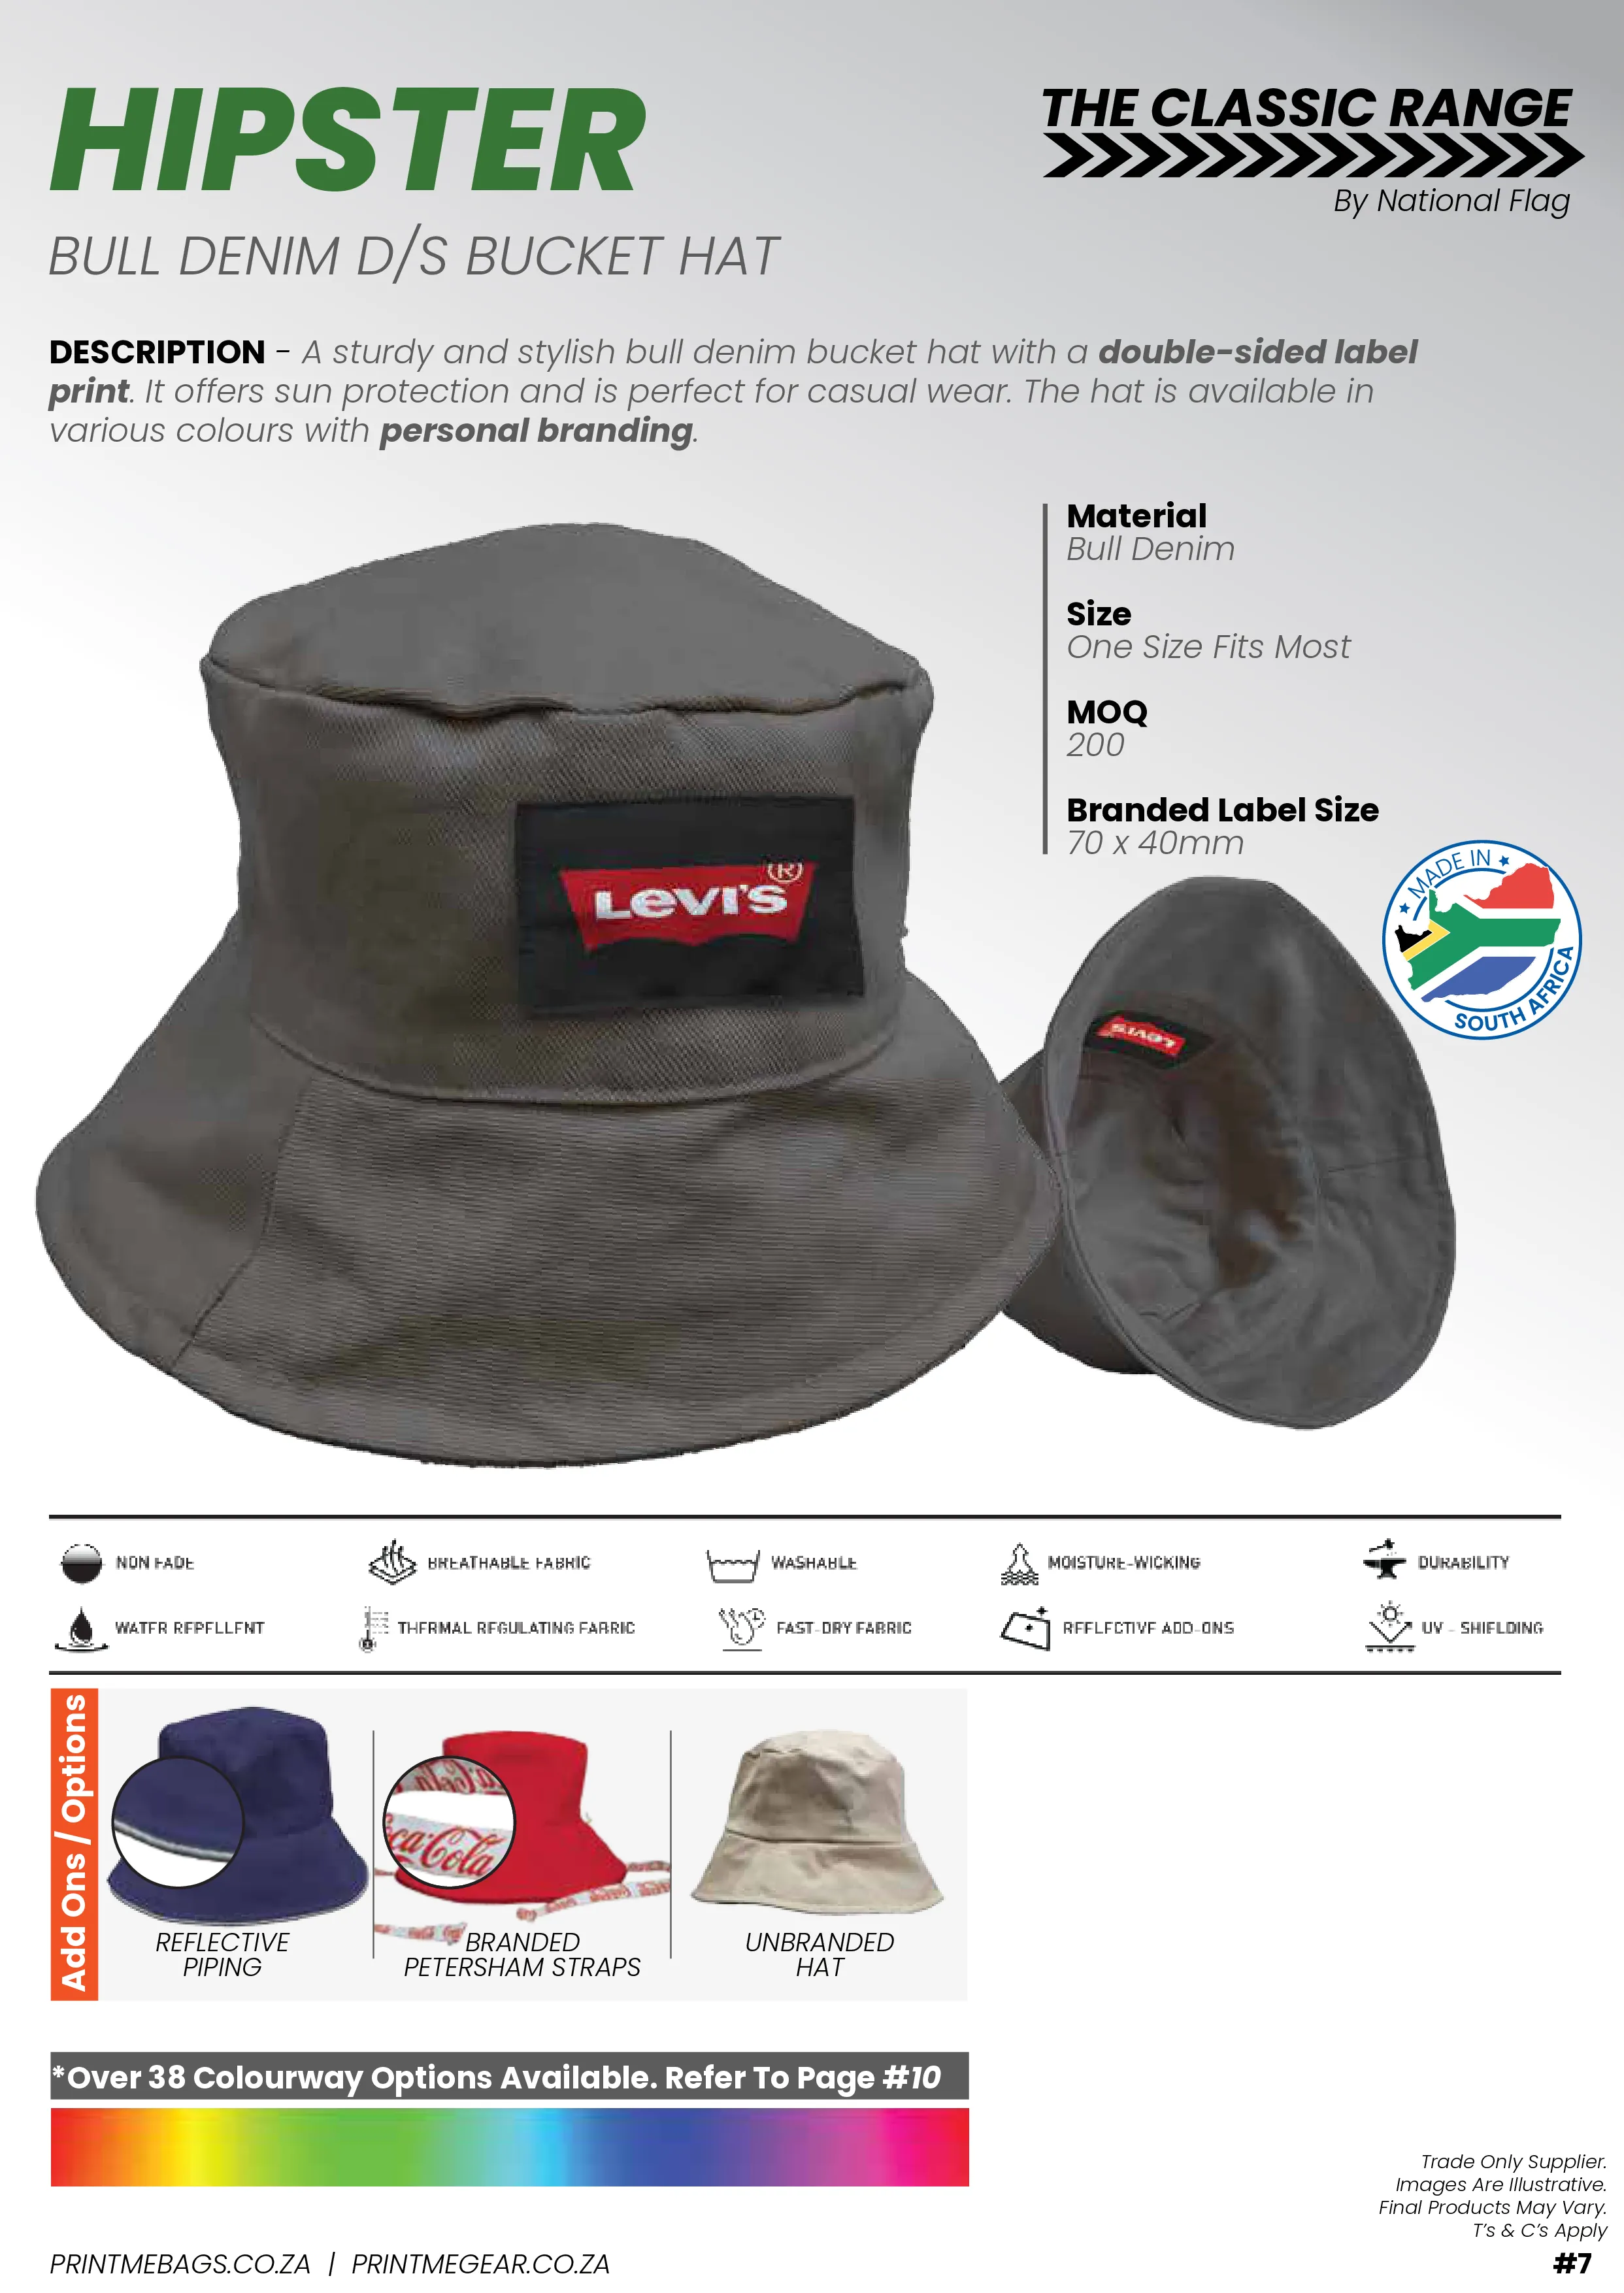 HIPSTER
THE CLASSIC RANGE
By National Flag
BULL DENIM D/S BUCKET HAT
DESCRIPTION - A sturdy and stylish bull denim bucket hat with a double-sided label
print. It offers sun protection and is perfect for casual wear. The hat is available in
various colours with personal branding.
Material
Bull Denim
Size
One Size Fits Most
MOQ
200
Branded Label Size
70 x 40mm
MADE IN
SOUTH AFRICA
LEVI'S ®
LEVI'S
NON FADE
BREATHABLE FABRIC
WASHABLE
MOISTURE-WICKING
DURABILITY
WATER REPELLENT
THERMAL REGULATING FABRIC
FAST-DRY FABRIC
REFLECTIVE ADD-ONS
UV - SHIELDING
Add Ons / Options
ca-Cola
REFLECTIVE
PIPING
BRANDED
PETERSHAM STRAPS
UNBRANDED
HAT
*Over 38 Colourway Options Available. Refer To Page #10
Trade Only Supplier.
Images Are Illustrative.
Final Products May Vary.
T's & C's Apply
PRINTMEBAGS.CO.ZA | PRINTMEGEAR.CO.ZA
#7